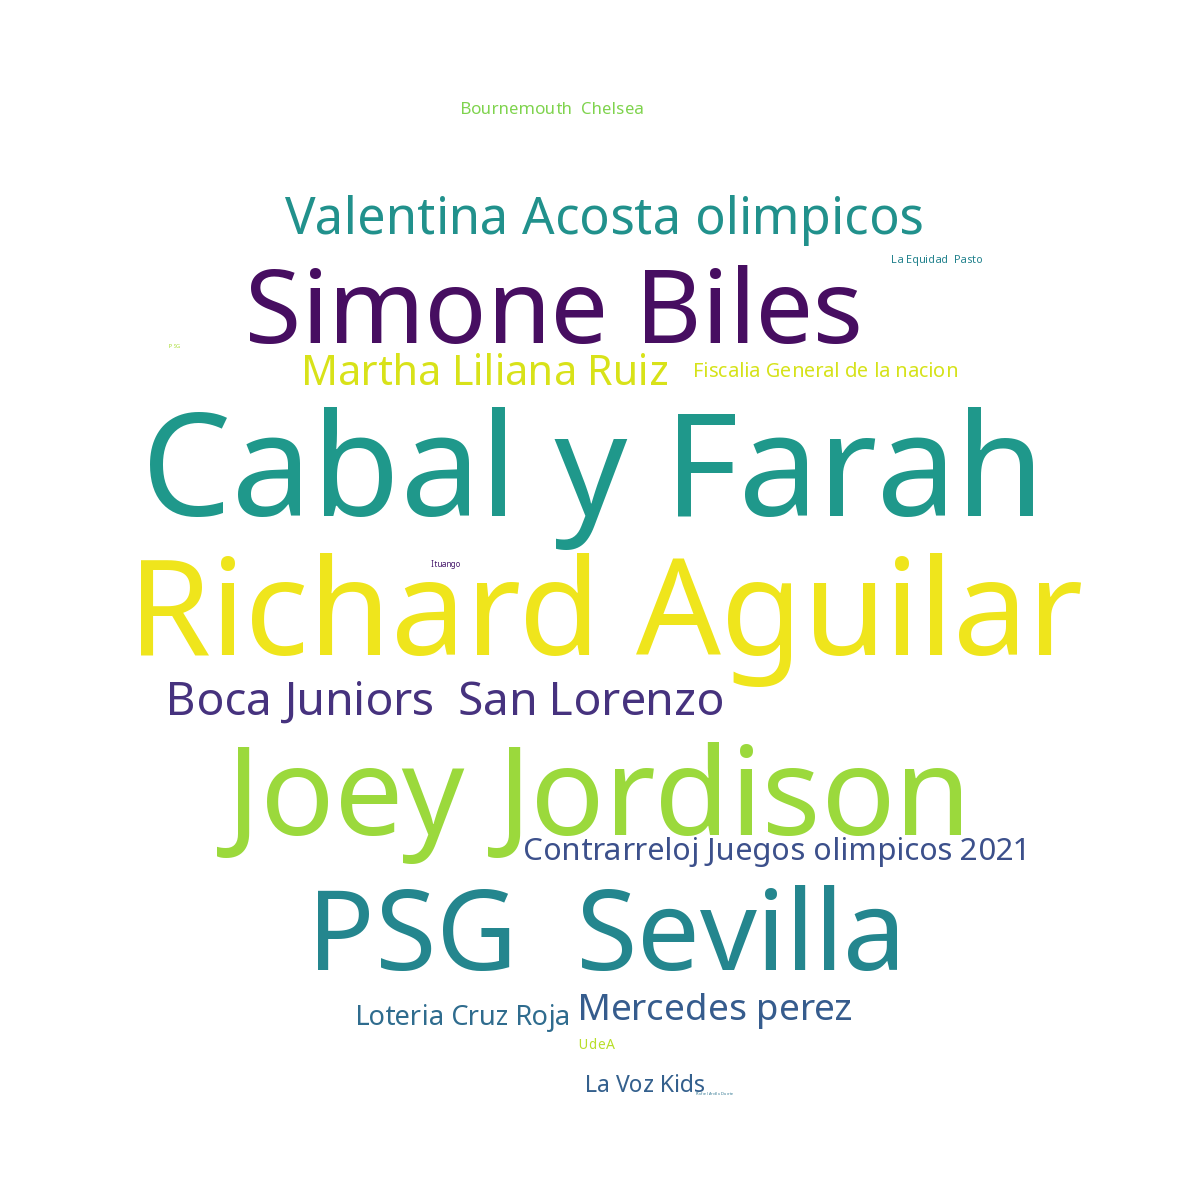 Bournemouth Chelsea
Valentina Acosta olimpicos
La Equidad Pasto
Simone Biles
PSG
Martha Liliana Ruiz
Fiscalia General de la nacion
Cabal y Farah
Ituango
Richard Aguilar
Boca Juniors San Lorenzo
Joey Jordison
Contrarreloj Juegos olimpicos 2021
PSG Sevilla
Mercedes perez
Loteria Cruz Roja
UdeA
La Voz Kids